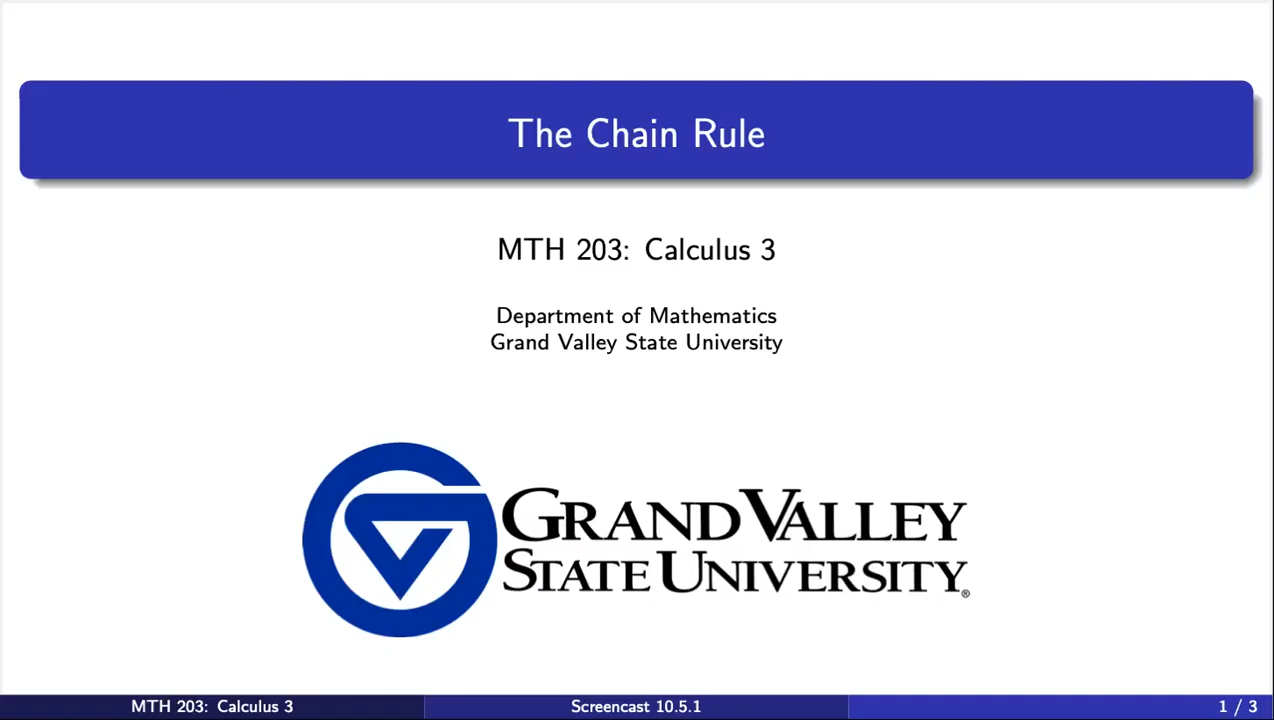 The Chain Rule
MTH 203: Calculus 3
Department of Mathematics
Grand Valley State University
GRAND VALLEY
STATE UNIVERSITY®
MTH 203: Calculus 3
Screencast 10.5.1
1 / 3